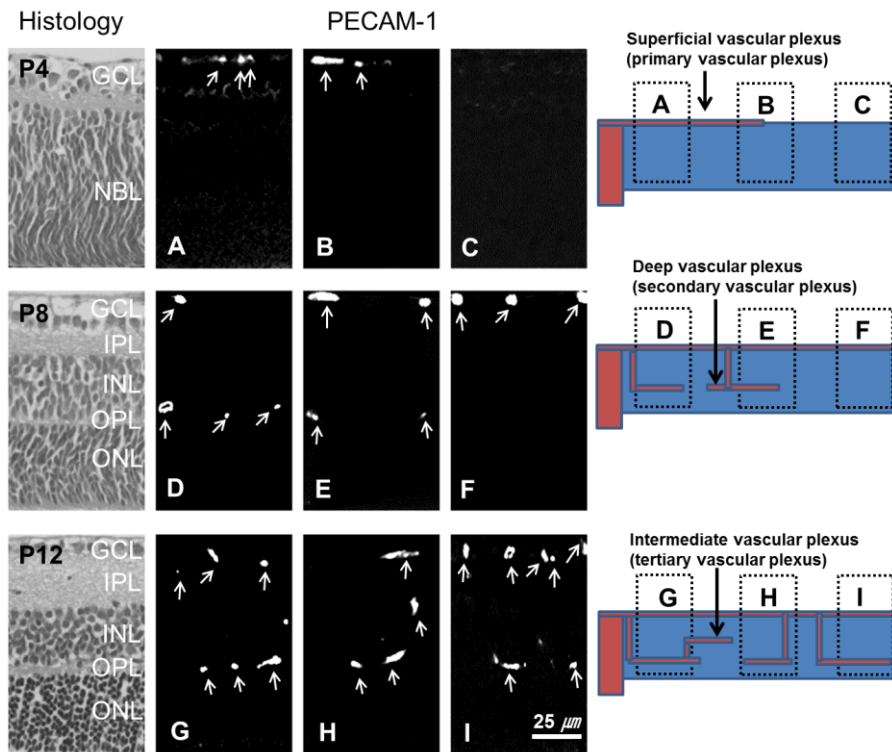 Histology
PECAM-1
P4
GCL
NBL
A
B
C
Superficial vascular plexus
(primary vascular plexus)
A
B
C
P8
GCL
IPL
INL
OPL
ONL
D
E
F
Deep vascular plexus
(secondary vascular plexus)
D
E
F
P12
GCL
IPL
INL
OPL
ONL
G
H
I
25 ㎛
Intermediate vascular plexus
(tertiary vascular plexus)
G
H
I